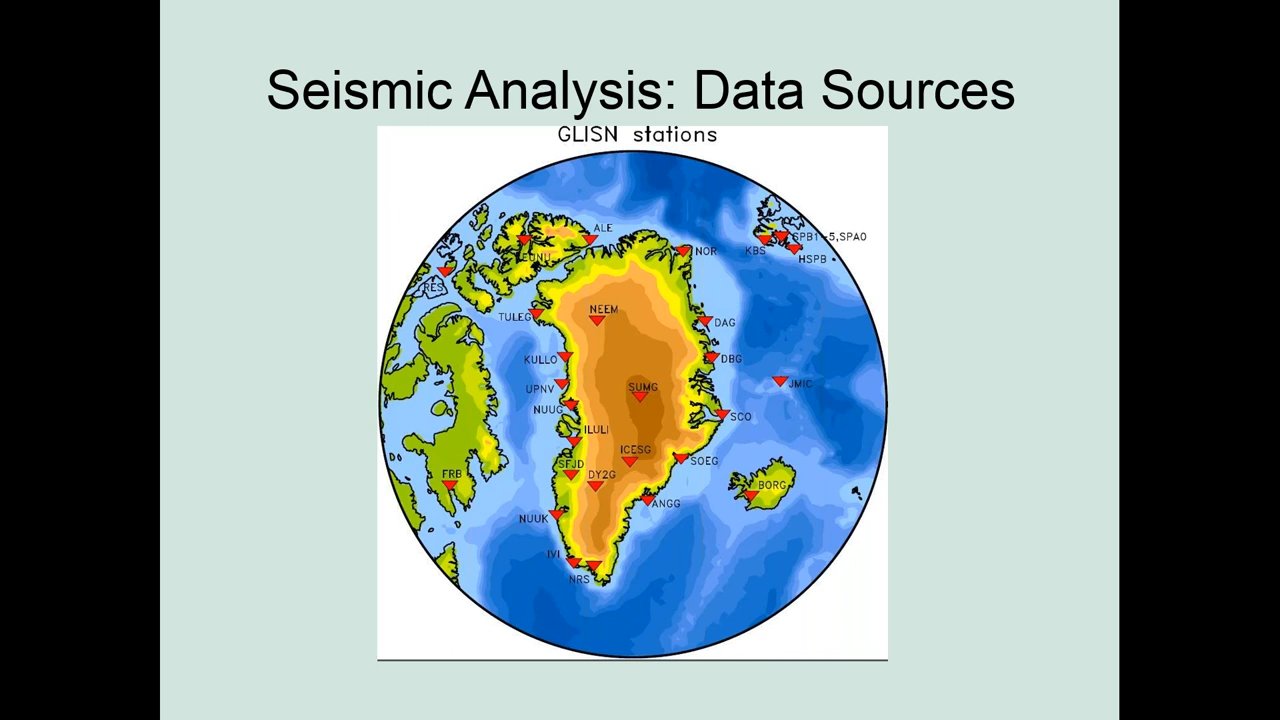 Seismic Analysis: Data Sources
GLISN stations
ALE
SPB1-5,SPA0
EUNU
NOR
KBS
HSPB
RES
NEEM
TULEG
DAG
KULLO
DBG
UPNV
SUMG
JMIC
NUUG
SCO
ILULI
ICESG
SFJD
SOEG
FRB
DY2G
BORG
ANGG
NUUK
IVI
NRS